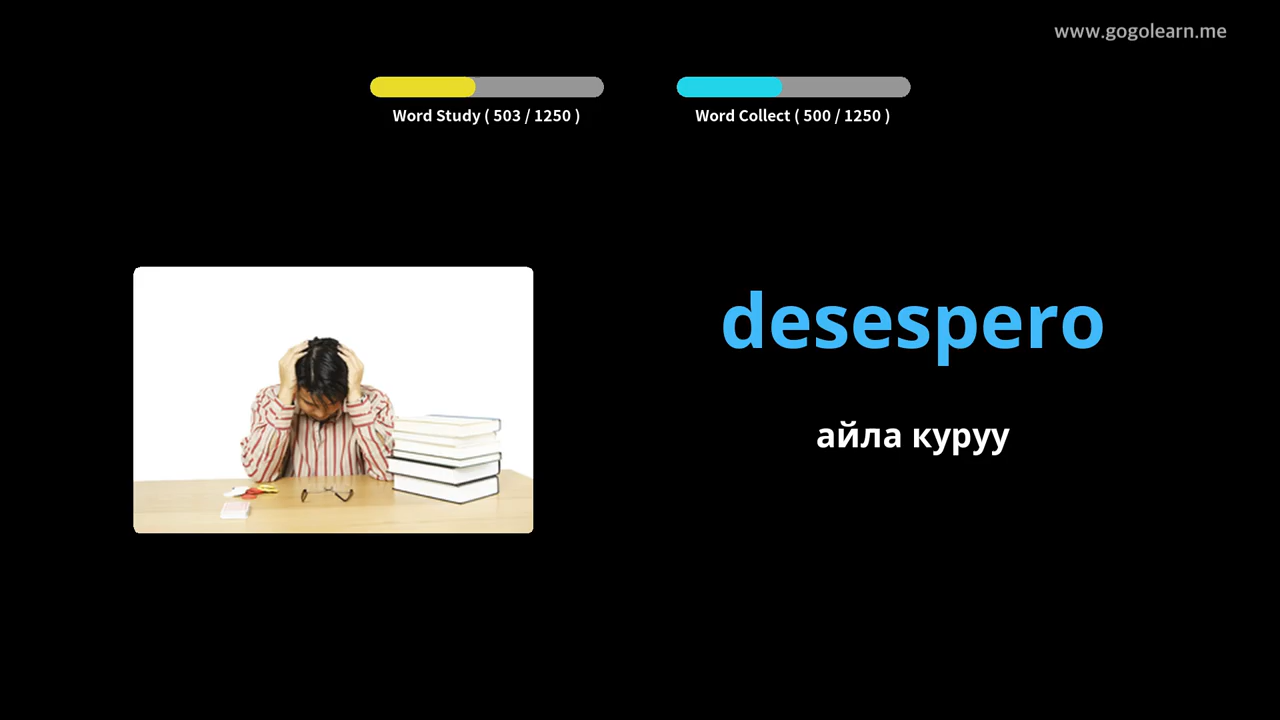 www.gogolearn.me
Word Study ( 503 / 1250 )
Word Collect ( 500 / 1250 )
desespero
айла куруу